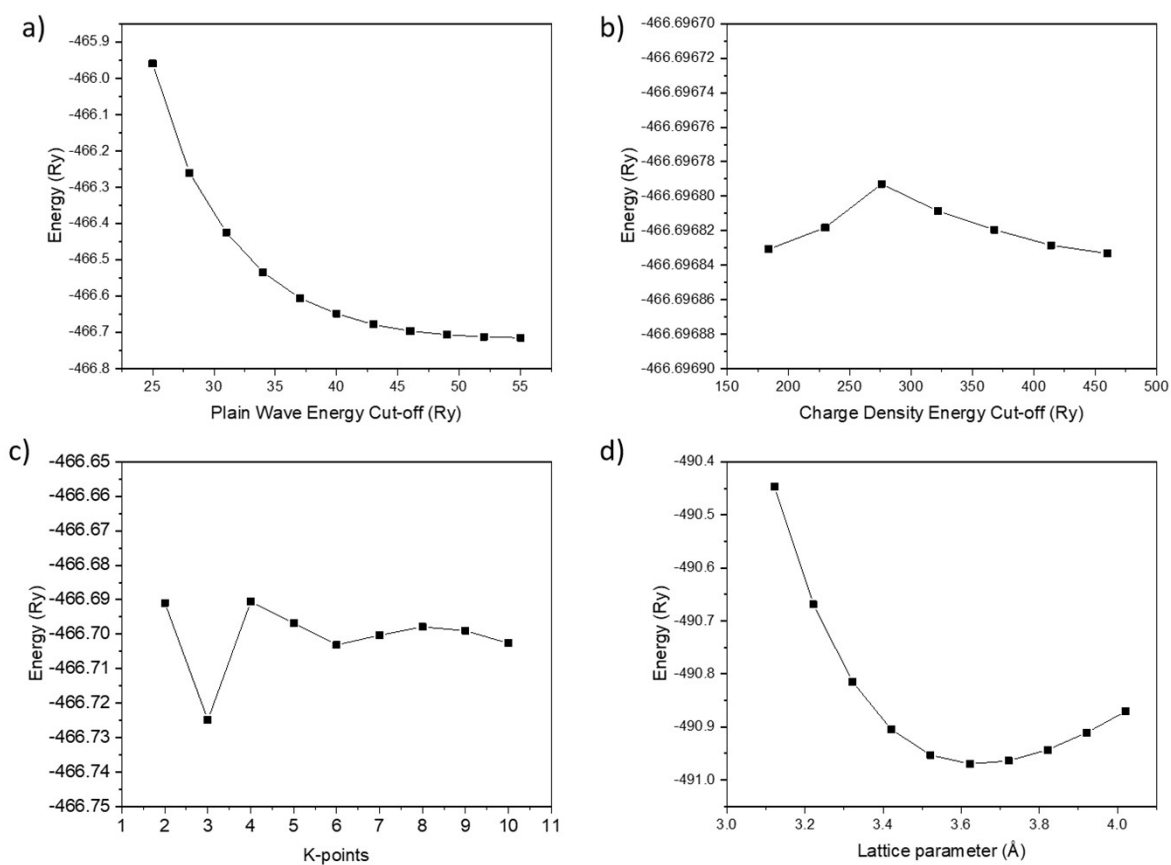 a)
-465.9
-466.0
-466.1
-466.2
-466.3
-466.4
-466.5
-466.6
-466.7
-466.8
Energy (Ry)
25 30 35 40 45 50 55
Plain Wave Energy Cut-off (Ry)
b)
-466.69670
-466.69672
-466.69674
-466.69676
-466.69678
-466.69680
-466.69682
-466.69684
-466.69686
-466.69688
-466.69690
Energy (Ry)
150 200 250 300 350 400 450 500
Charge Density Energy Cut-off (Ry)
c)
-466.65
-466.66
-466.67
-466.68
-466.69
-466.70
-466.71
-466.72
-466.73
-466.74
-466.75
Energy (Ry)
1 2 3 4 5 6 7 8 9 10 11
K-points
d)
-490.4
-490.5
-490.6
-490.7
-490.8
-490.9
-491.0
Energy (Ry)
3.0 3.2 3.4 3.6 3.8 4.0
Lattice parameter (Å)